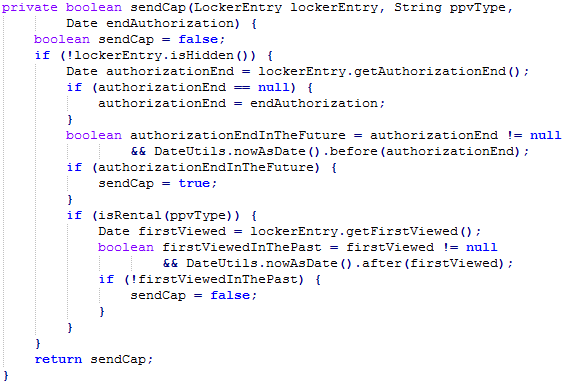 private boolean sendCap(LockerEntry lockerEntry, String ppvType,
        Date endAuthorization) {
    boolean sendCap = false;
    if (!lockerEntry.isHidden()) {
        Date authorizationEnd = lockerEntry.getAuthorizationEnd();
        if (authorizationEnd == null) {
            authorizationEnd = endAuthorization;
        }
        boolean authorizationEndInTheFuture = authorizationEnd != null
                && DateUtils.nowAsDate().before(authorizationEnd);
        if (authorizationEndInTheFuture) {
            sendCap = true;
        }
        if (isRental(ppvType)) {
            Date firstViewed = lockerEntry.getFirstViewed();
            boolean firstViewedInThePast = firstViewed != null
                    && DateUtils.nowAsDate().after(firstViewed);
            if (!firstViewedInThePast) {
                sendCap = false;
            }
        }
    }
    return sendCap;
}